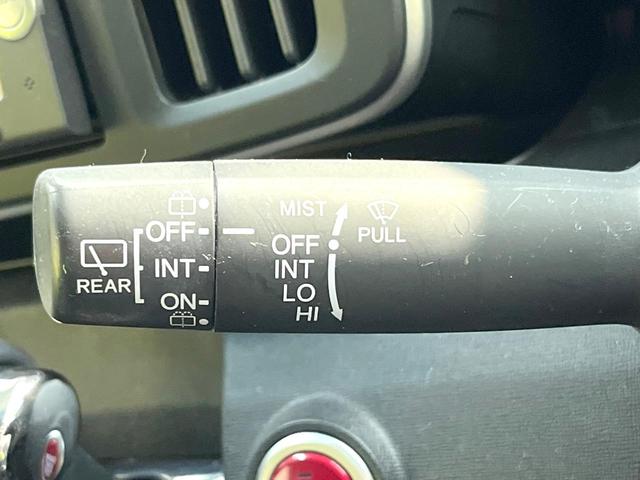 REAR
OFF
INT
ON
MIST
OFF
INT
LO
HI
PULL